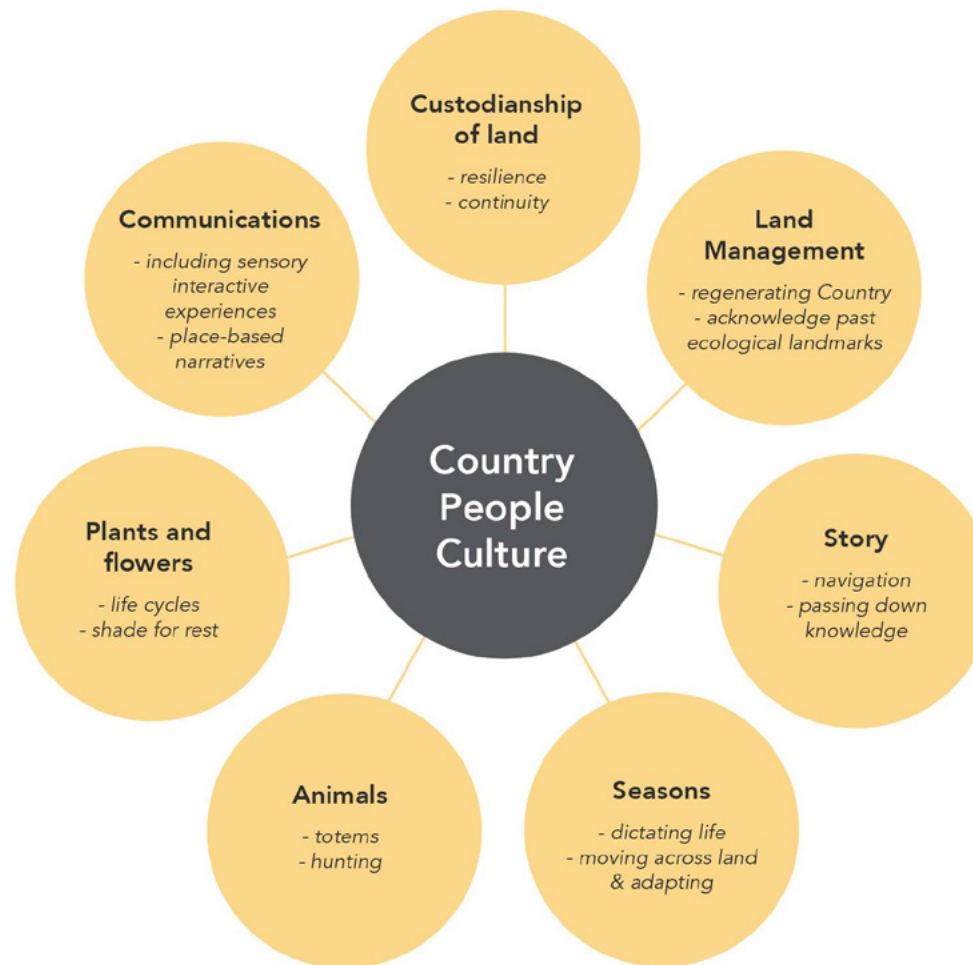 Custodianship
of land
- resilience
- continuity
Land
Management
- regenerating Country
- acknowledge past
ecological landmarks
Story
- navigation
- passing down
knowledge
Seasons
- dictating life
- moving across land
& adapting
Animals
- totems
- hunting
Plants and
flowers
- life cycles
- shade for rest
Communications
- including sensory
interactive
experiences
- place-based
narratives
Country
People
Culture